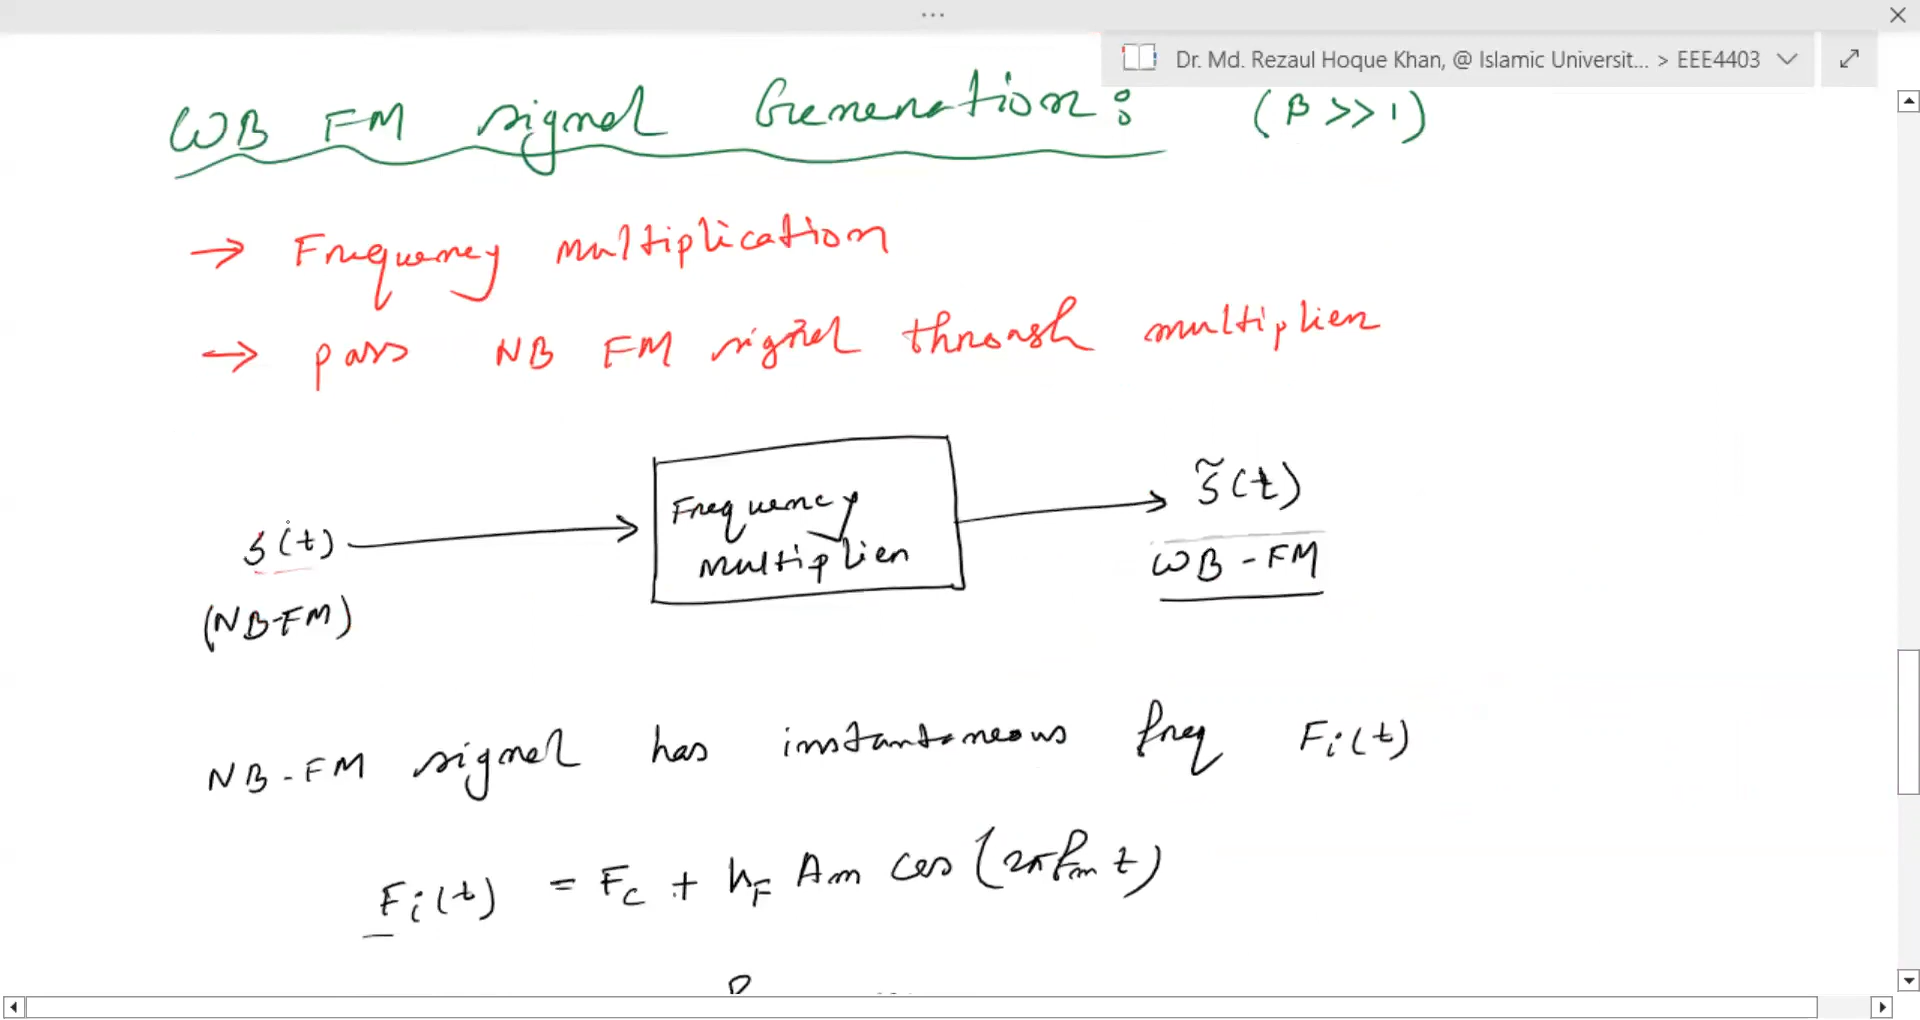 Dr. Md. Rezaul Hoque Khan, @ Islamic Universit... > EEE4403
WB FM signal Generation: (β >> 1)
→ Frequency multiplication
→ pass NB FM signal through multiplier
Frequency
multiplier
s(t)
(NB-FM)
s̃(t)
WB-FM
NB-FM signal has instantaneous freq Fi(t)
Fi(t) = Fc + kF Am cos (2πfm t)